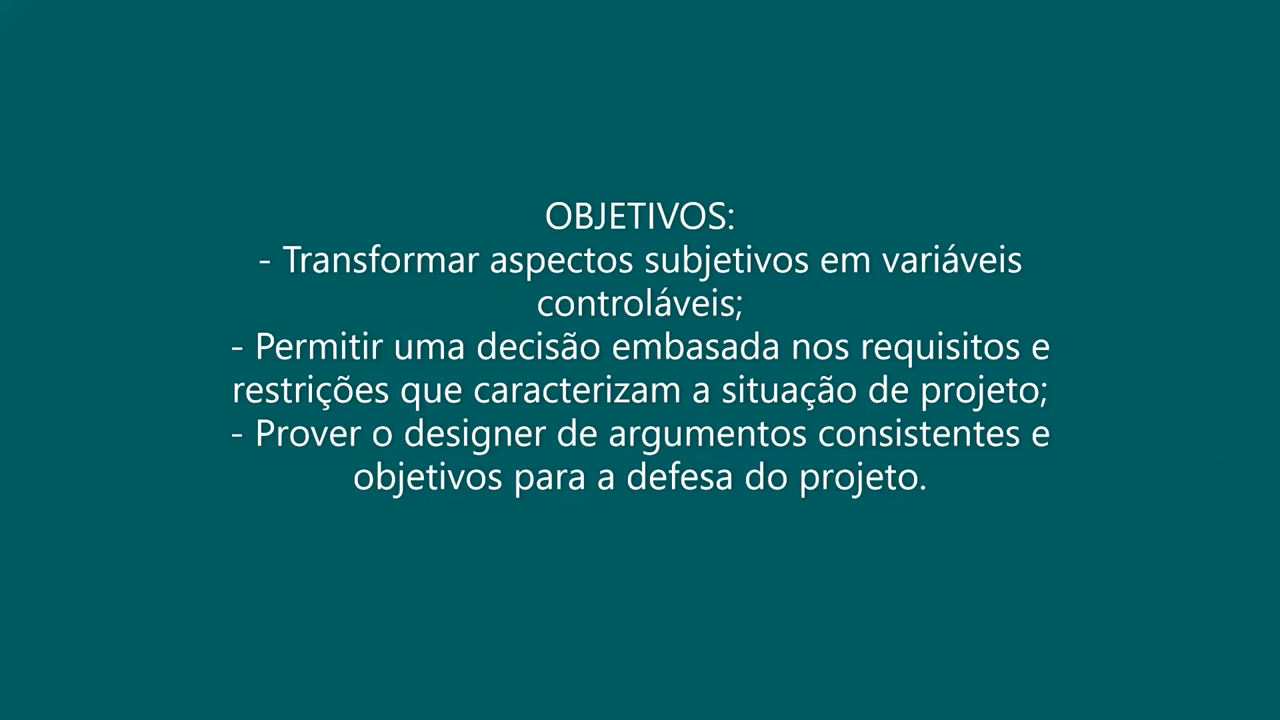 OBJETIVOS:
- Transformar aspectos subjetivos em variáveis
controláveis;
- Permitir uma decisão embasada nos requisitos e
restrições que caracterizam a situação de projeto;
- Prover o designer de argumentos consistentes e
objetivos para a defesa do projeto.